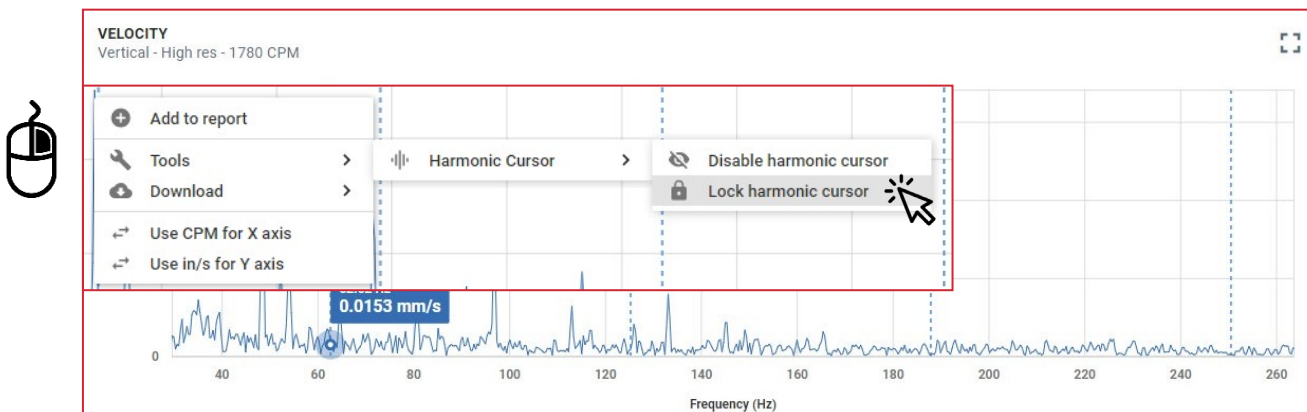 VELOCITY
Vertical - High res - 1780 CPM
Add to report
Tools
Harmonic Cursor
Disable harmonic cursor
Download
Lock harmonic cursor
Use CPM for X axis
Use in/s for Y axis
0.0153 mm/s
0
40 60 80 100 120 140 160 180 200 220 240 260
Frequency (Hz)